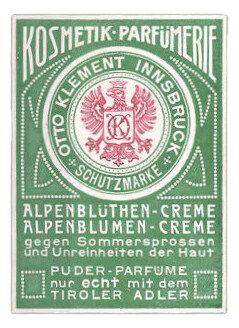 KOSMETIK·PARFÜMERIE
OTTO KLEMENT INNSBRUCK
SCHUTZMARKE
OK
ALPENBLÜTHEN-CREME
ALPENBLUMEN-CREME
gegen Sommersprossen
und Unreinheiten der Haut
PUDER-PARFUME
nur echt mit dem
TIROLER ADLER